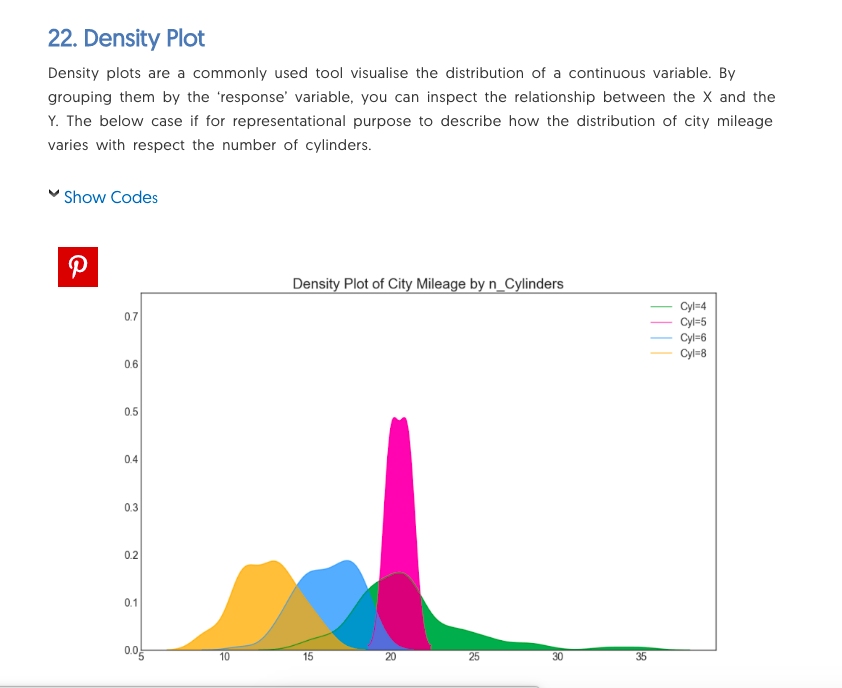 22. Density Plot
Density plots are a commonly used tool visualise the distribution of a continuous variable. By
grouping them by the ‘response’ variable, you can inspect the relationship between the X and the
Y. The below case if for representational purpose to describe how the distribution of city mileage
varies with respect the number of cylinders.
Show Codes
Density Plot of City Mileage by n_Cylinders
Cyl=4
Cyl=5
Cyl=6
Cyl=8
0.7
0.6
0.5
0.4
0.3
0.2
0.1
0.0
5 10 15 20 25 30 35